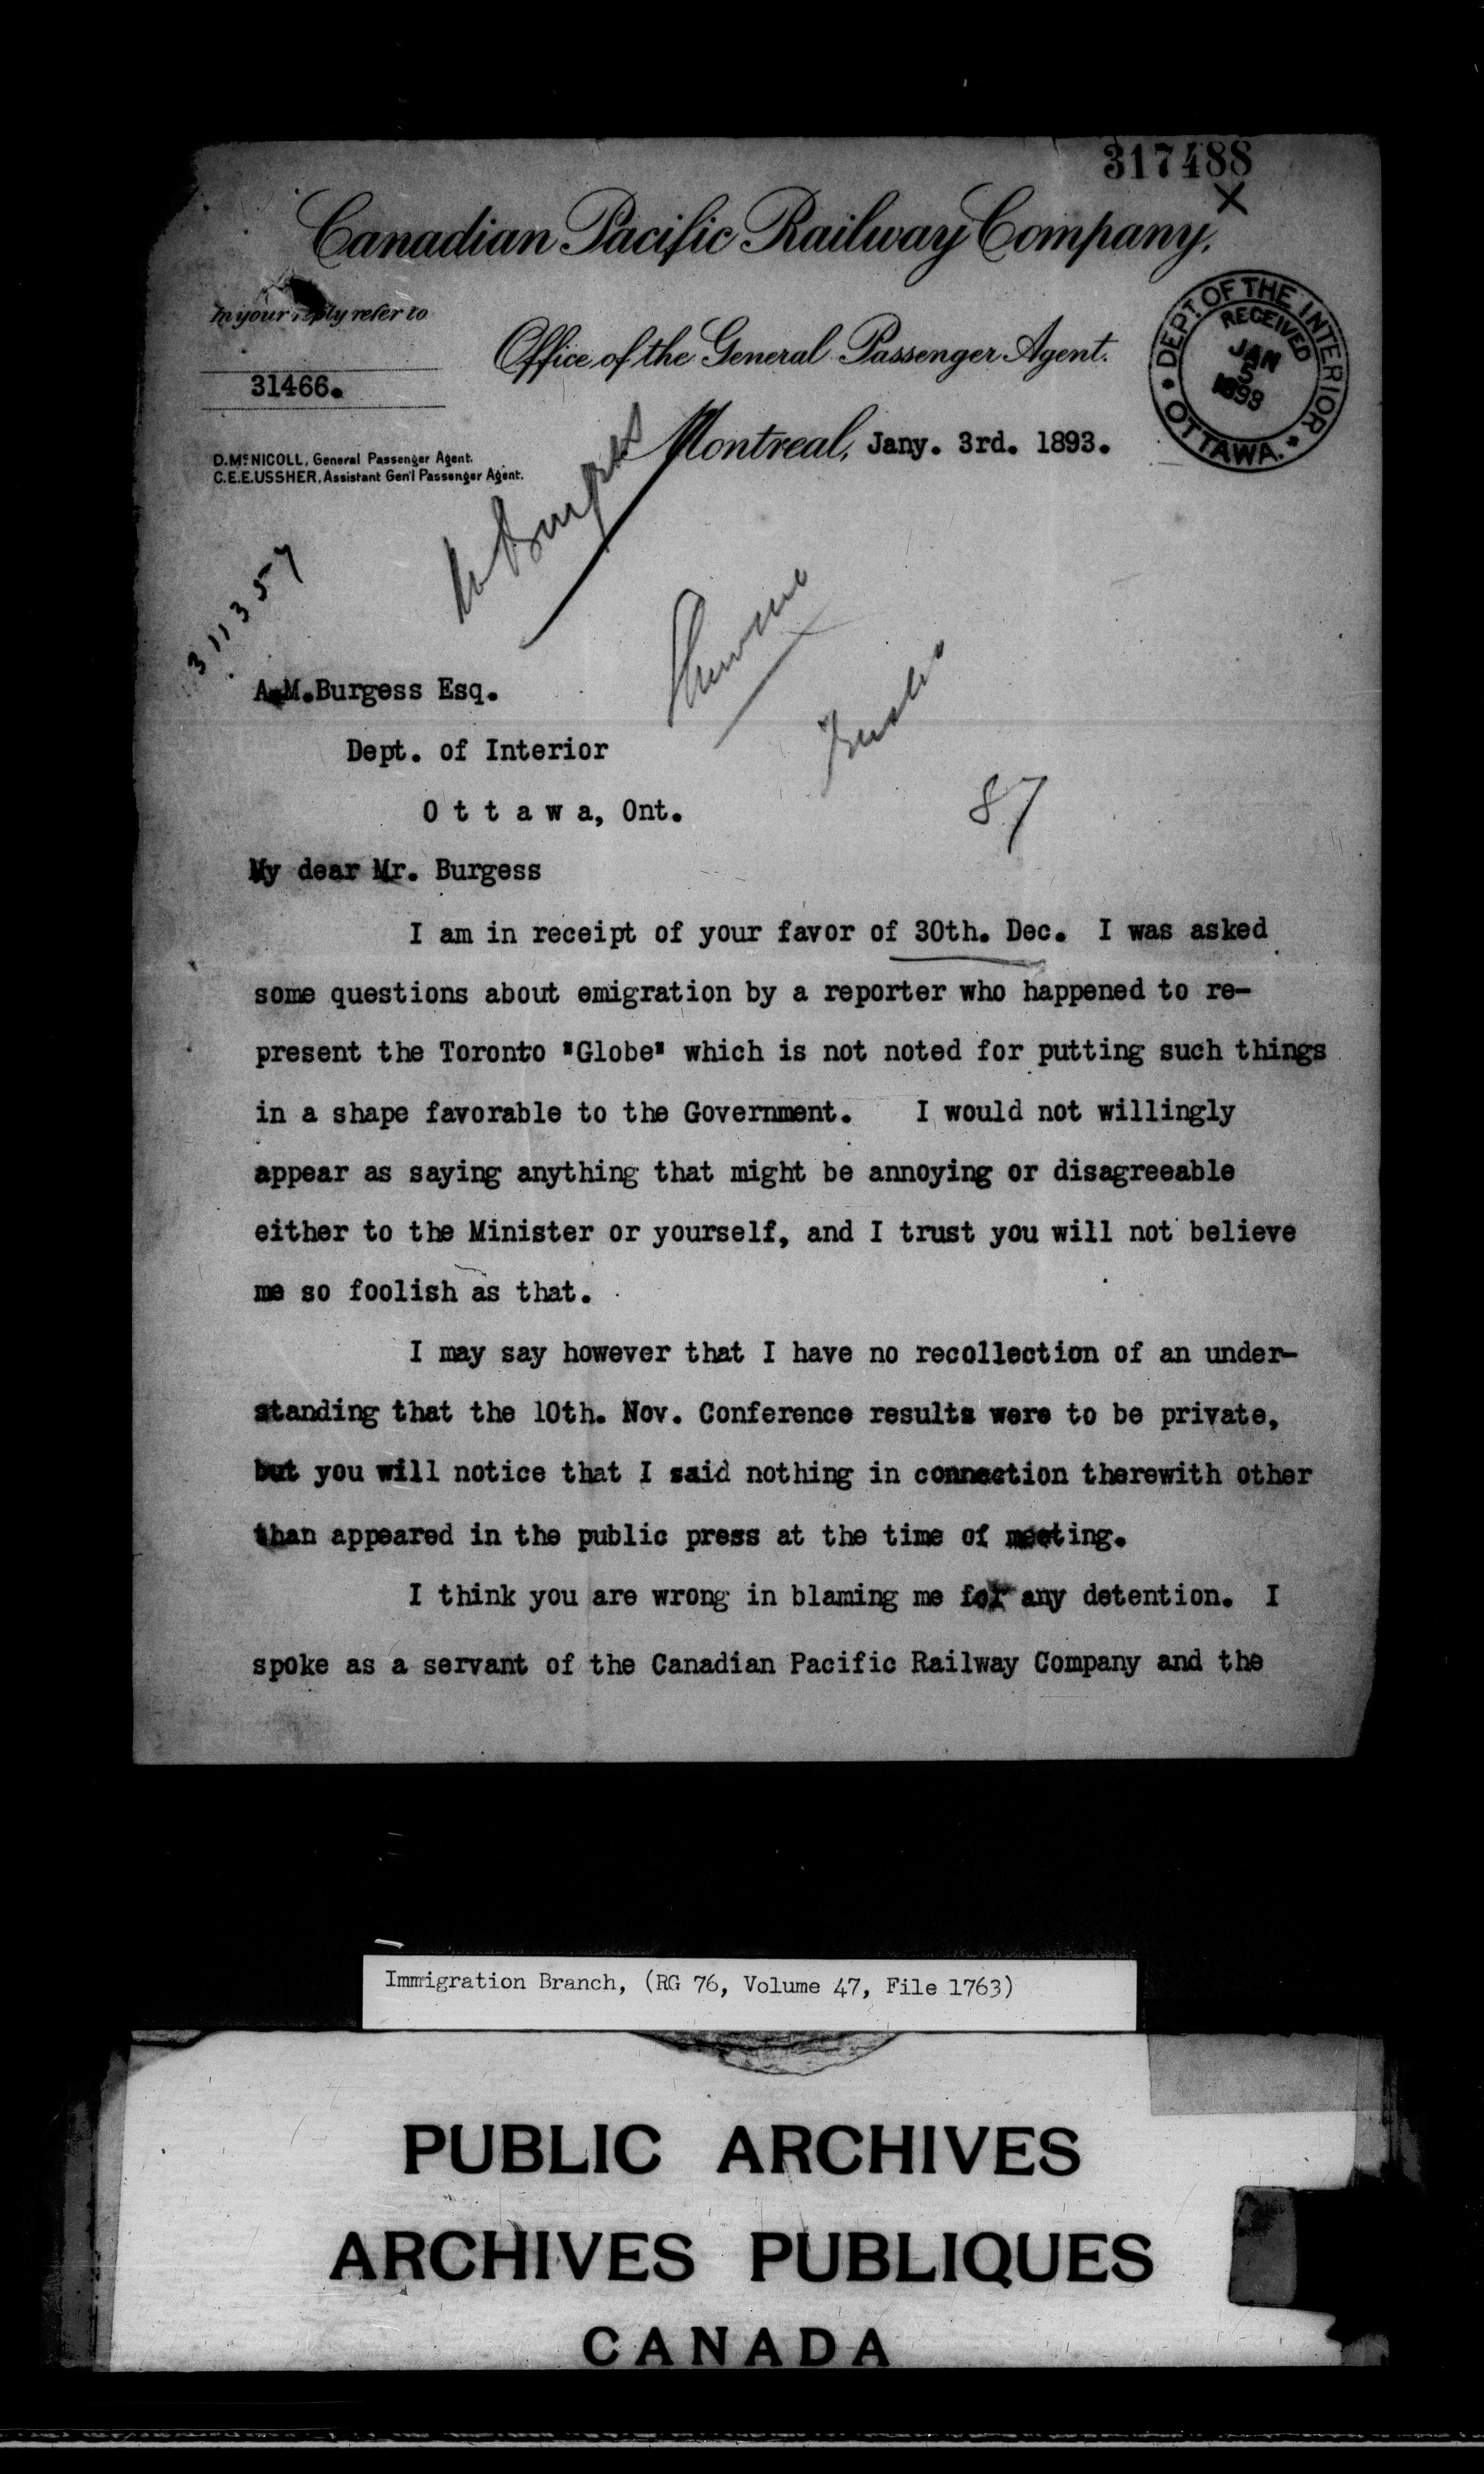 317488
X
Canadian Pacific Railway Company,
In your reply refer to
31466.
Office of the General Passenger Agent.
DEPT. OF THE INTERIOR
RECEIVED
JAN
5
1893
OTTAWA.
D. McNICOLL, General Passenger Agent.
C.E.E. USSHER, Assistant Gen'l Passenger Agent.
Montreal, Jany. 3rd. 1893.
Burgess
311357
A.M.Burgess Esq.
Dept. of Interior
O t t a w a, Ont.
87
My dear Mr. Burgess
I am in receipt of your favor of 30th. Dec. I was asked
some questions about emigration by a reporter who happened to re-
present the Toronto "Globe" which is not noted for putting such things
in a shape favorable to the Government. I would not willingly
appear as saying anything that might be annoying or disagreeable
either to the Minister or yourself, and I trust you will not believe
me so foolish as that.
I may say however that I have no recollection of an under-
standing that the 10th. Nov. Conference results were to be private,
but you will notice that I said nothing in connection therewith other
than appeared in the public press at the time of meeting.
I think you are wrong in blaming me for any detention. I
spoke as a servant of the Canadian Pacific Railway Company and the
Immigration Branch, (RG 76, Volume 47, File 1763)
PUBLIC ARCHIVES
ARCHIVES PUBLIQUES
CANADA